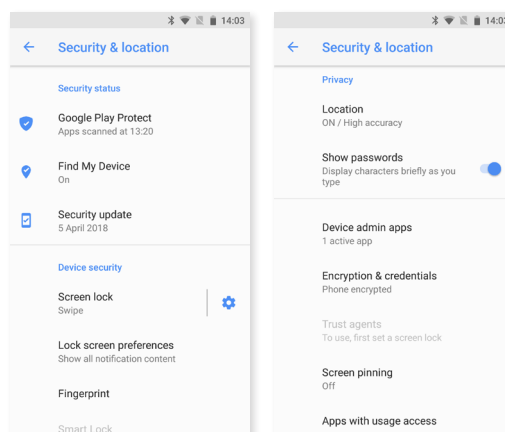 14:03
Security & location
Security status
Google Play Protect
Apps scanned at 13:20
Find My Device
On
Security update
5 April 2018
Device security
Screen lock
Swipe
Lock screen preferences
Show all notification content
Fingerprint
Smart Lock
14:03
Security & location
Privacy
Location
ON / High accuracy
Show passwords
Display characters briefly as you
type
Device admin apps
1 active app
Encryption & credentials
Phone encrypted
Trust agents
To use, first set a screen lock
Screen pinning
Off
Apps with usage access